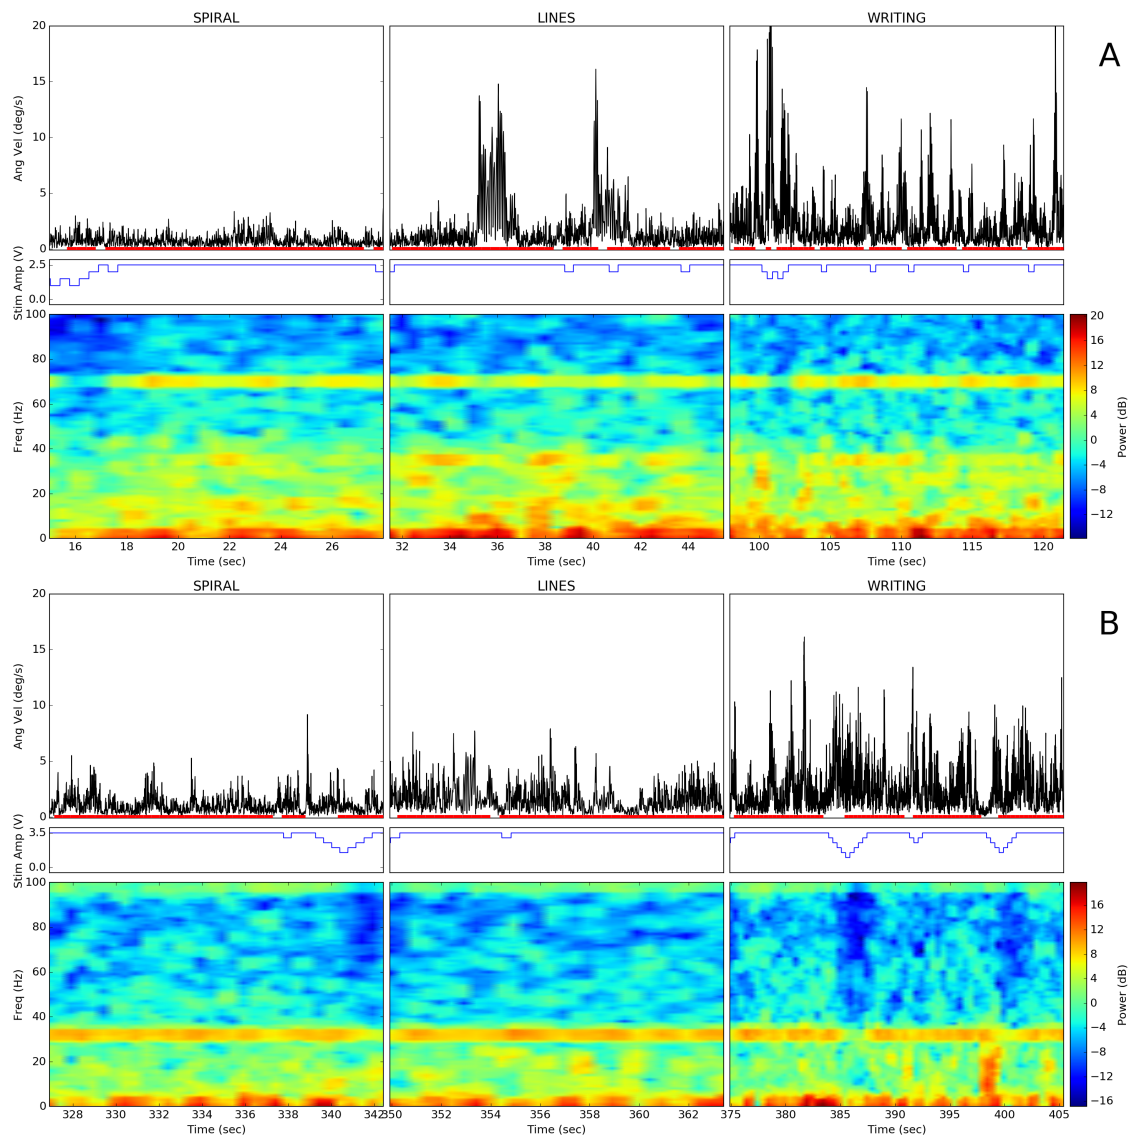 SPIRAL LINES WRITING
A
Ang Vel (deg/s)
20
15
10
5
0
Stim Amp (V)
2.5
0.0
Freq (Hz)
100
80
60
40
20
0
16 18 20 22 24 26
32 34 36 38 40 42 44
100 105 110 115 120
Time (sec) Time (sec) Time (sec)
20
16
12
8
4
0
−4
−8
−12
Power (dB)
SPIRAL LINES WRITING
B
Ang Vel (deg/s)
20
15
10
5
0
Stim Amp (V)
3.5
0.0
Freq (Hz)
100
80
60
40
20
0
328 330 332 334 336 338 340 342
350 354 356 358 360 362
375 380 385 390 395 400 405
Time (sec) Time (sec) Time (sec)
16
12
8
4
0
−4
−8
−12
−16
Power (dB)